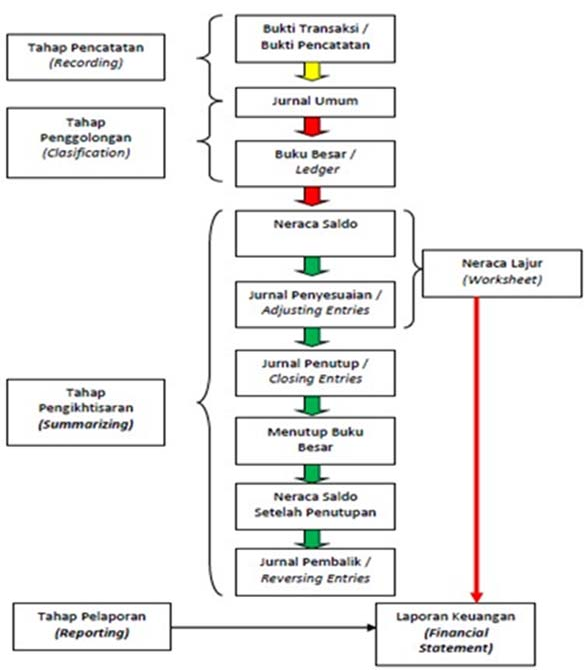 Bukti Transaksi /
Bukti Pencatatan
Tahap Pencatatan
(Recording)
Jurnal Umum
Tahap
Penggolongan
(Clasification)
Buku Besar /
Ledger
Neraca Saldo
Neraca Lajur
(Worksheet)
Jurnal Penyesuaian /
Adjusting Entries
Jurnal Penutup /
Closing Entries
Tahap
Pengikhtisaran
(Summarizing)
Menutup Buku
Besar
Neraca Saldo
Setelah Penutupan
Jurnal Pembalik /
Reversing Entries
Tahap Pelaporan
(Reporting)
Laporan Keuangan
(Financial
Statement)